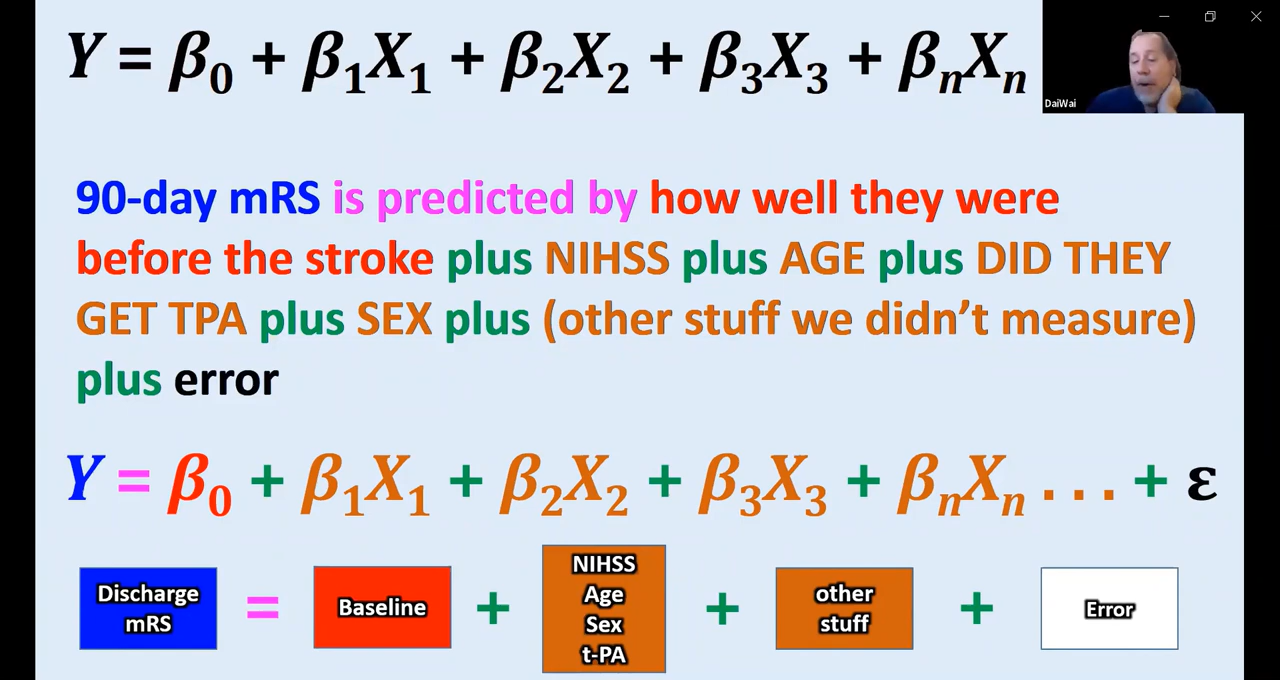 Y = β₀ + β₁X₁ + β₂X₂ + β₃X₃ + βₙXₙ
DaiWai
90-day mRS is predicted by how well they were
before the stroke plus NIHSS plus AGE plus DID THEY
GET TPA plus SEX plus (other stuff we didn’t measure)
plus error
Y = β₀ + β₁X₁ + β₂X₂ + β₃X₃ + βₙXₙ . . . + ε
Discharge
mRS
=
Baseline
+
NIHSS
Age
Sex
t-PA
+
other
stuff
+
Error